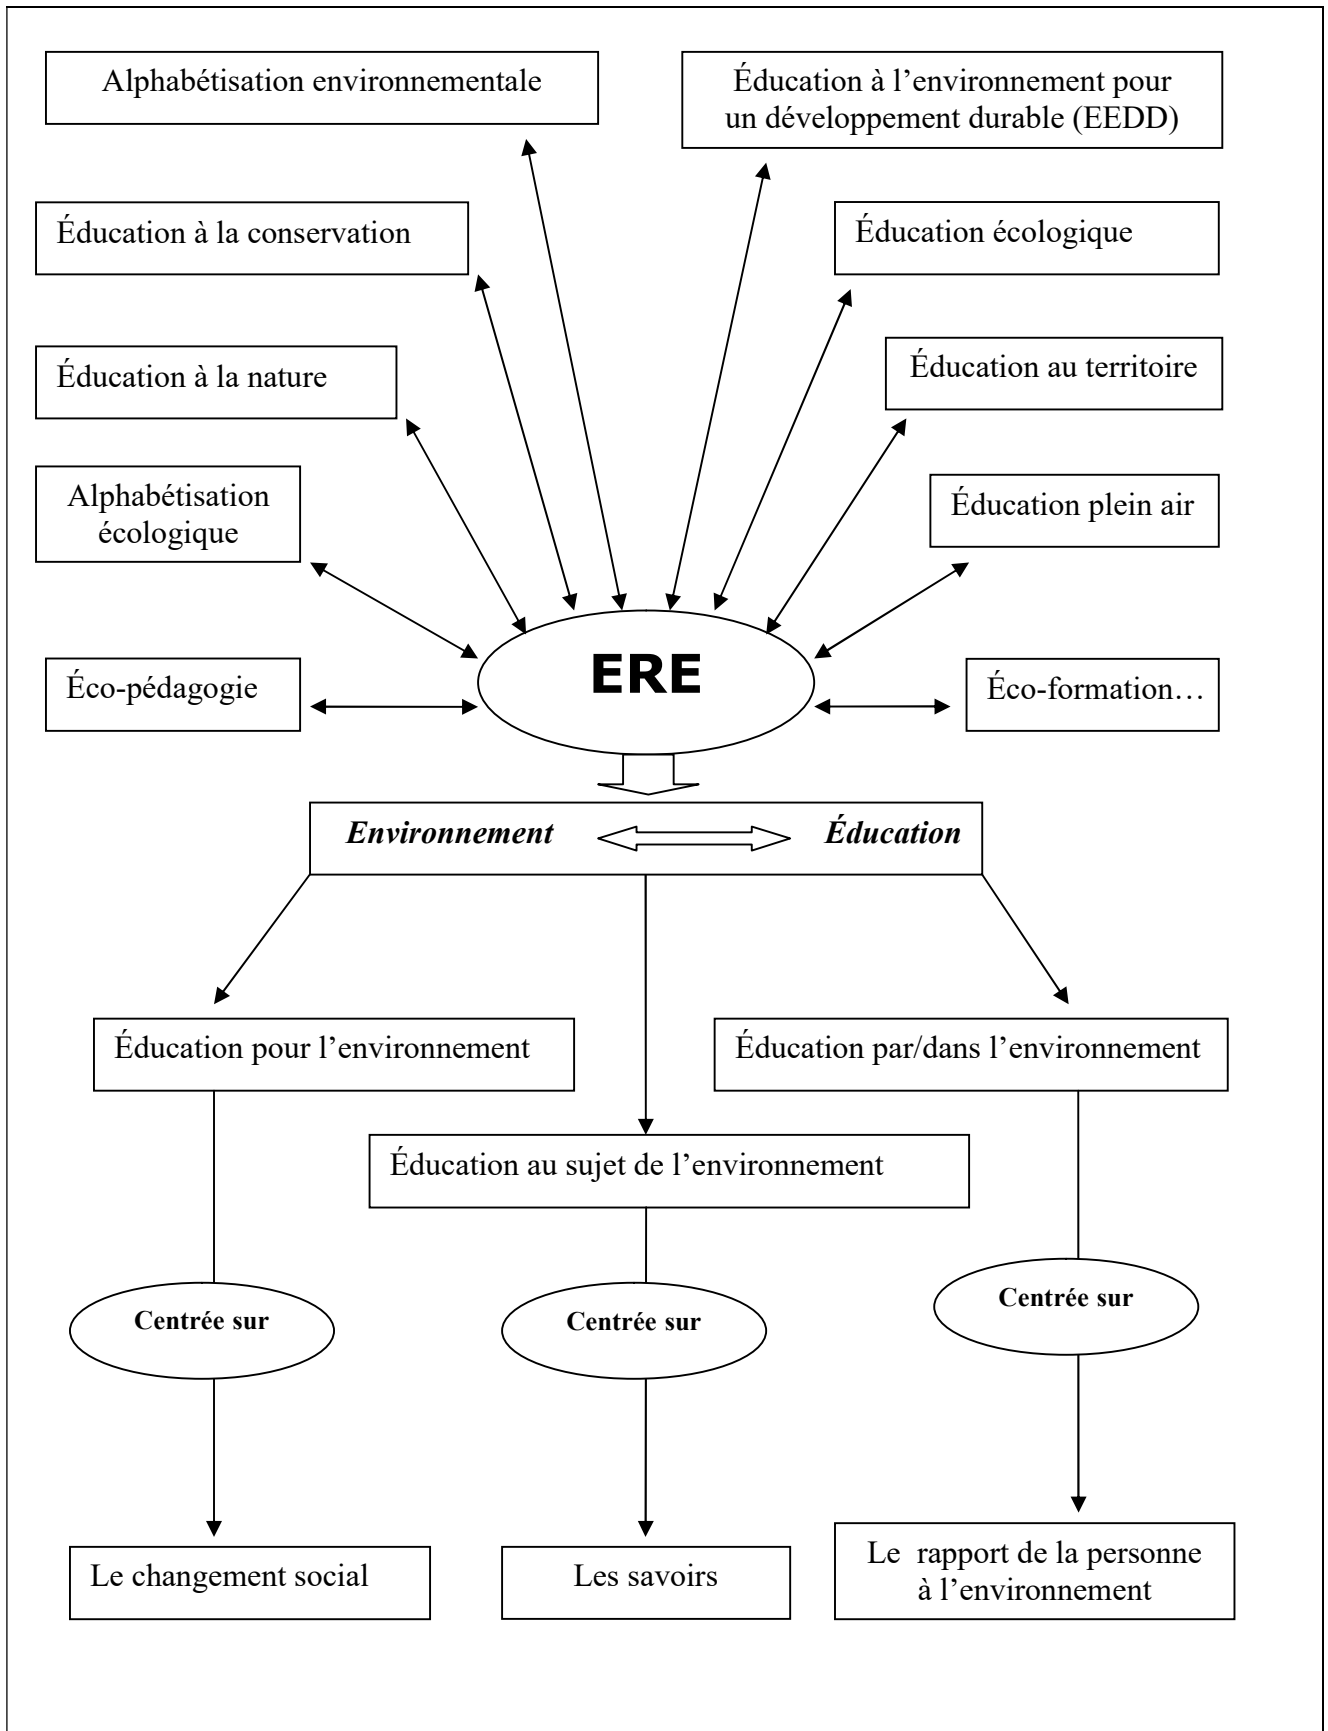 Alphabétisation environnementale
Éducation à l’environnement pour
un développement durable (EEDD)
Éducation à la conservation
Éducation écologique
Éducation à la nature
Éducation au territoire
Alphabétisation
écologique
Éducation plein air
ERE
Éco-pédagogie
Éco-formation…
Environnement
Éducation
Éducation pour l’environnement
Éducation par/dans l’environnement
Éducation au sujet de l’environnement
Centrée sur
Centrée sur
Centrée sur
Le changement social
Les savoirs
Le rapport de la personne
à l’environnement